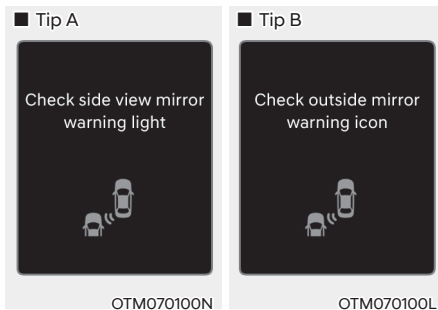 ■ Tip A
Check side view mirror
warning light
OTM070100N
■ Tip B
Check outside mirror
warning icon
OTM070100L